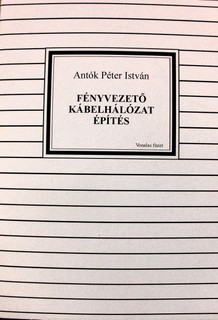 Antók Péter István
FÉNYVEZETŐ
KÁBELHÁLÓZAT
ÉPÍTÉS
Vonalas füzet